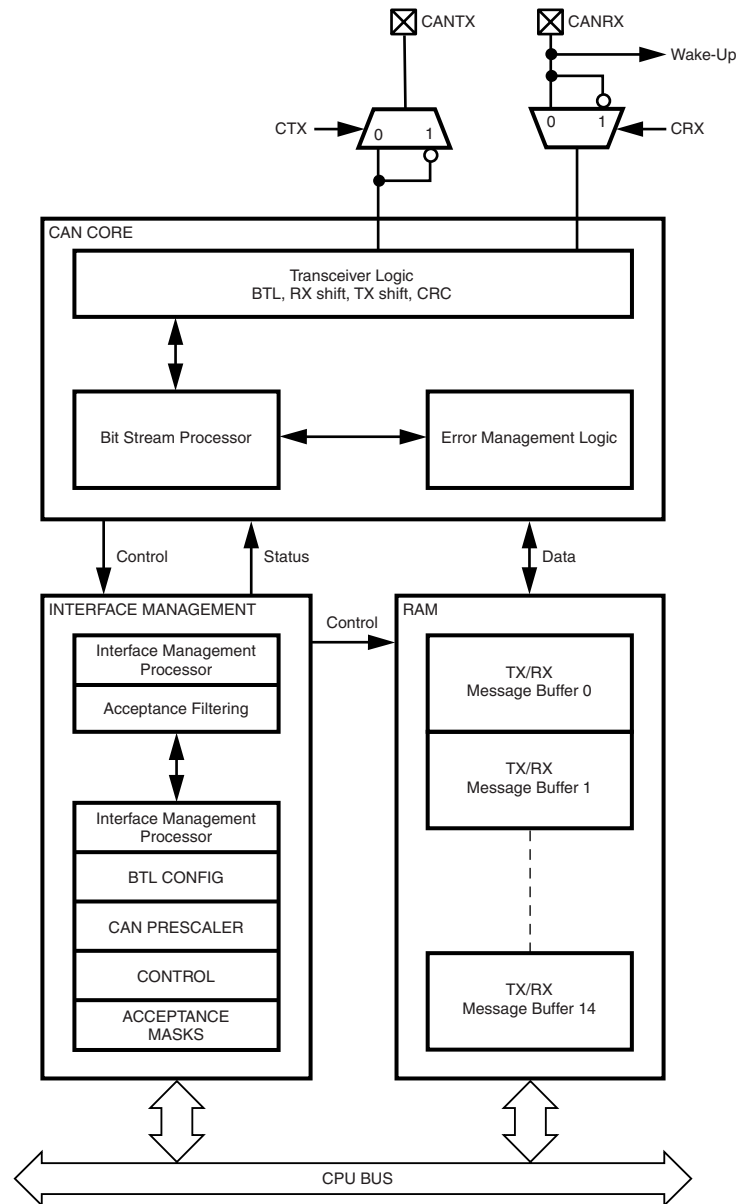 CANTX
CANRX
Wake-Up
CTX
0 1
0 1
CRX
CAN CORE
Transceiver Logic
BTL, RX shift, TX shift, CRC
Bit Stream Processor
Error Management Logic
Control
Status
Data
INTERFACE MANAGEMENT
Interface Management
Processor
Acceptance Filtering
Interface Management
Processor
BTL CONFIG
CAN PRESCALER
CONTROL
ACCEPTANCE
MASKS
Control
RAM
TX/RX
Message Buffer 0
TX/RX
Message Buffer 1
TX/RX
Message Buffer 14
CPU BUS